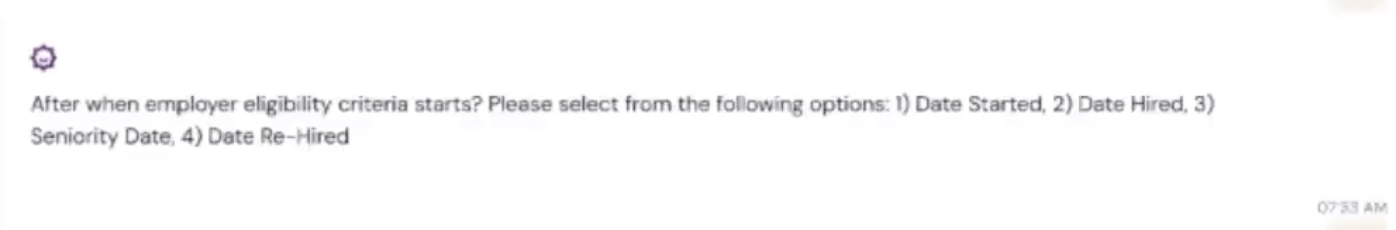 After when employer eligibility criteria starts? Please select from the following options: 1) Date Started, 2) Date Hired, 3)
Seniority Date, 4) Date Re-Hired
07:33 AM